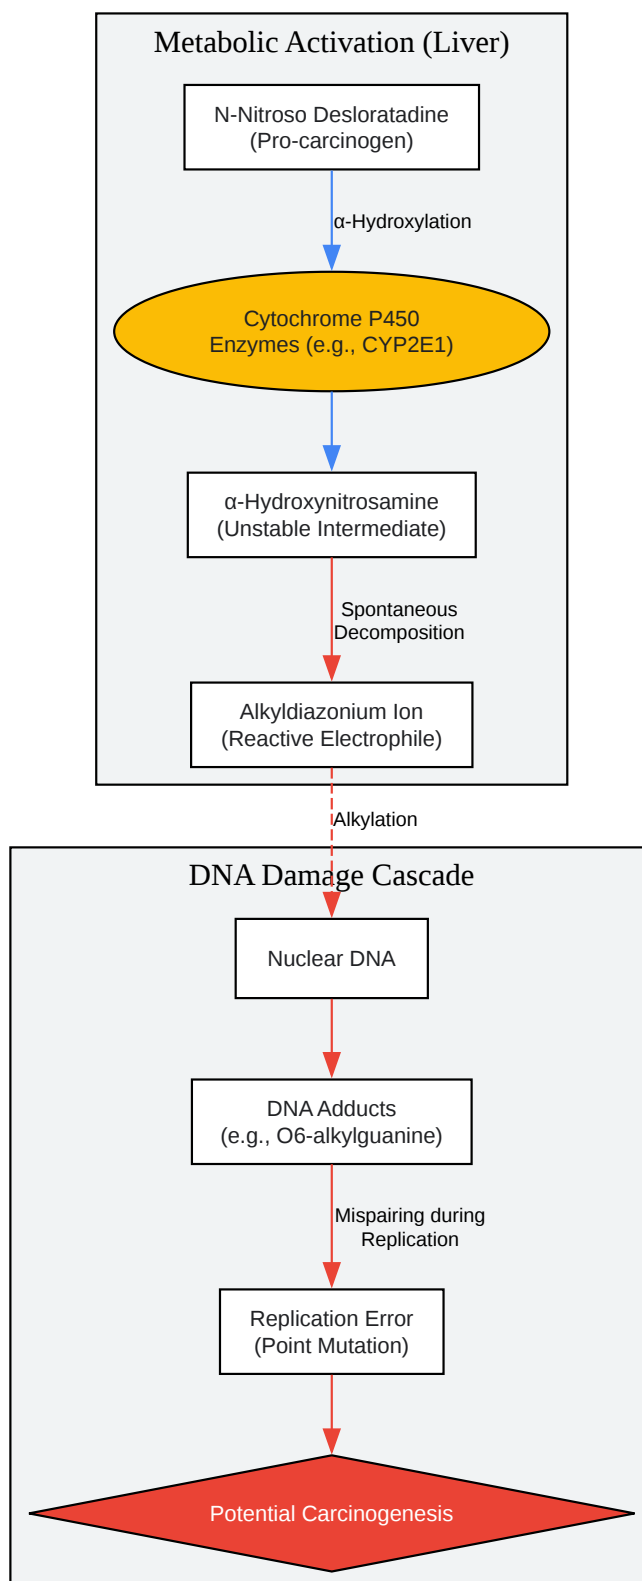 Metabolic Activation (Liver)
N-Nitroso Desloratadine
(Pro-carcinogen)
α-Hydroxylation
Cytochrome P450
Enzymes (e.g., CYP2E1)
α-Hydroxynitrosamine
(Unstable Intermediate)
Spontaneous
Decomposition
Alkyldiazonium Ion
(Reactive Electrophile)
Alkylation
DNA Damage Cascade
Nuclear DNA
DNA Adducts
(e.g., O6-alkylguanine)
Mispairing during
Replication
Replication Error
(Point Mutation)
Potential Carcinogenesis